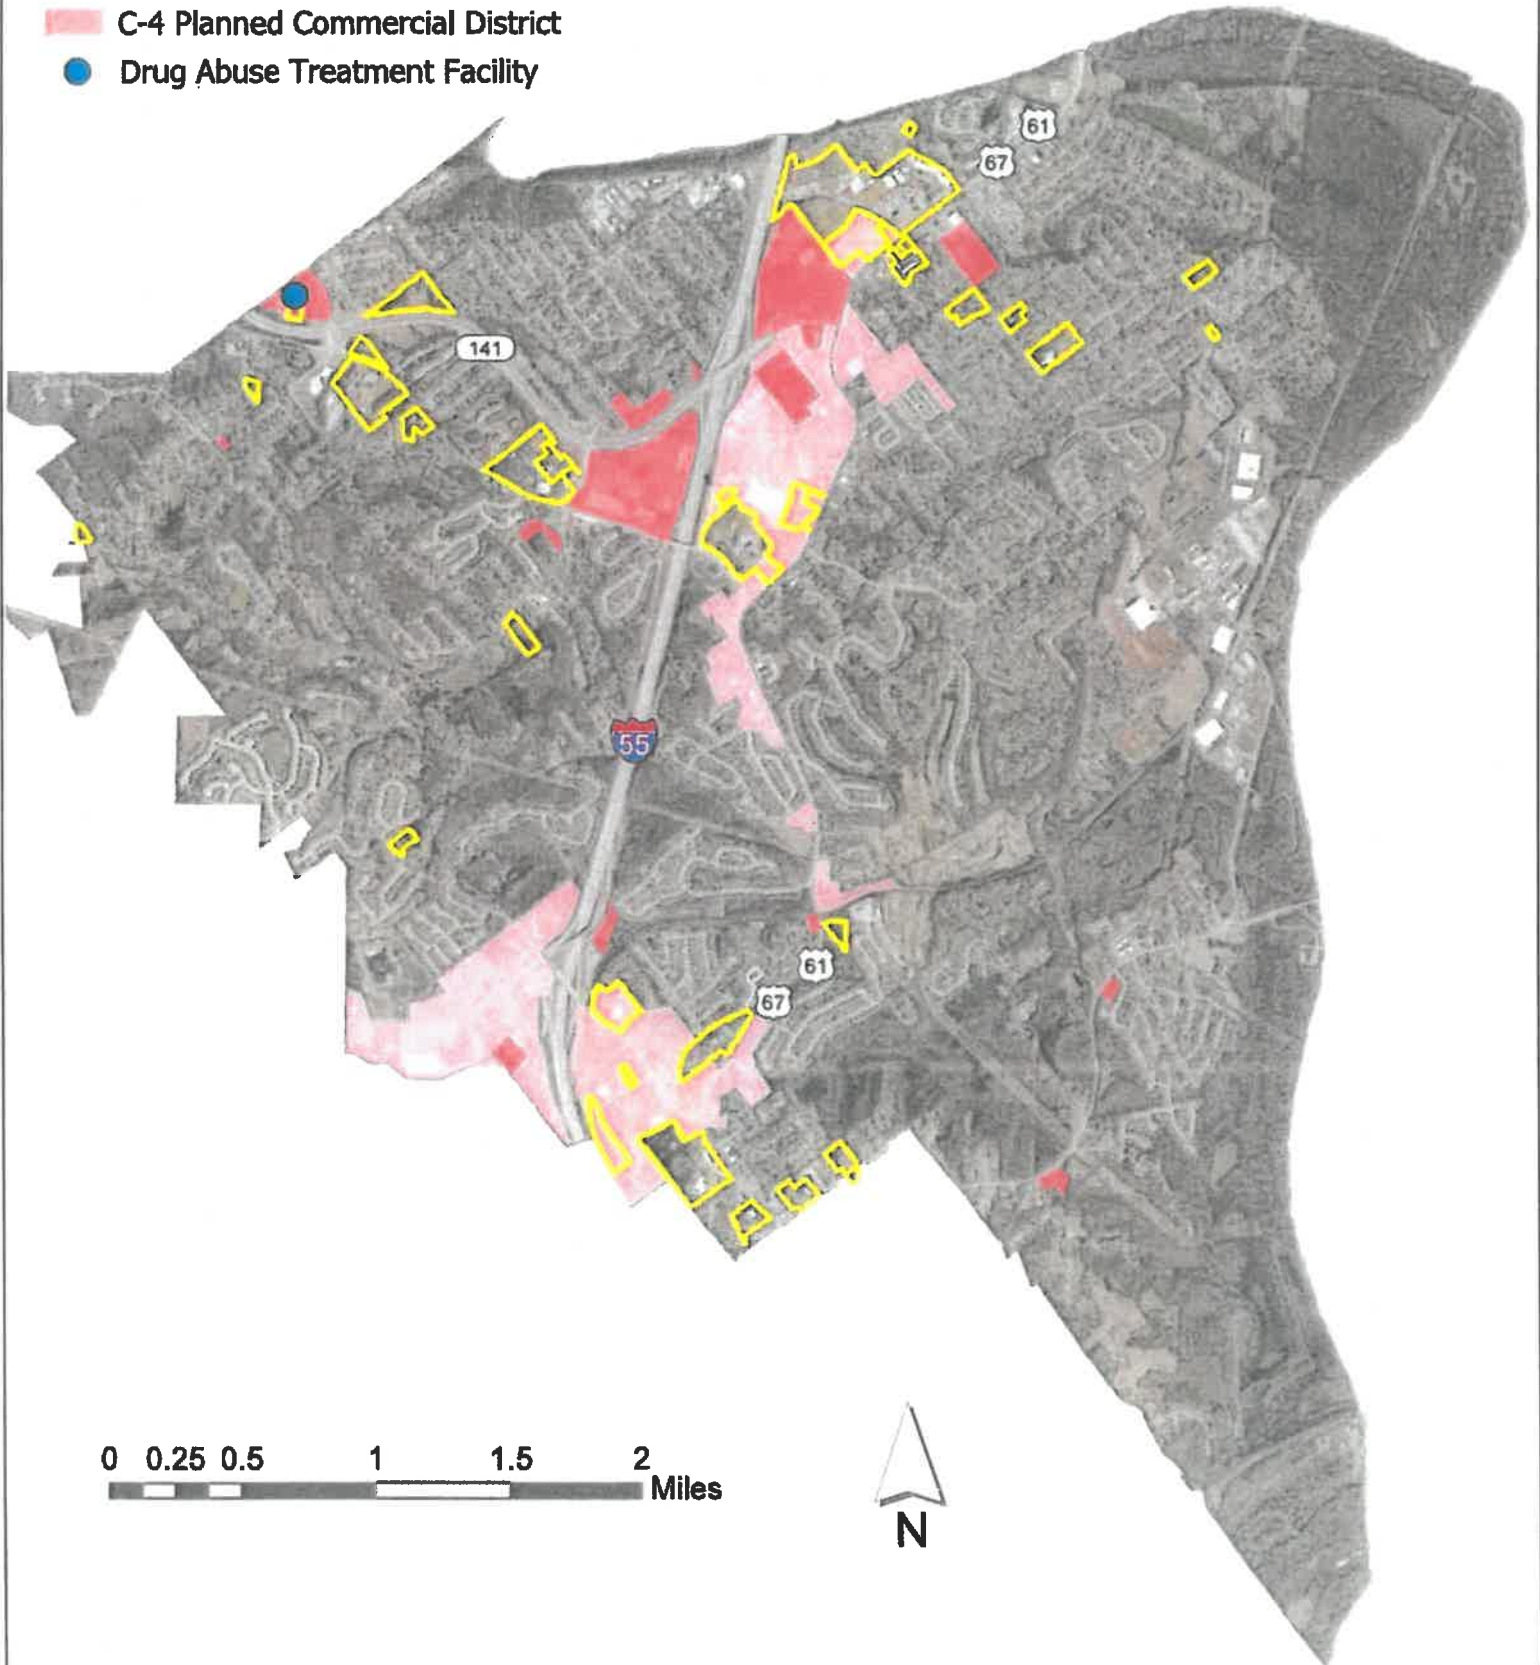 C-4 Planned Commercial District
Drug Abuse Treatment Facility
61
67
141
55
61
67
0 0.25 0.5 1 1.5 2
Miles
N